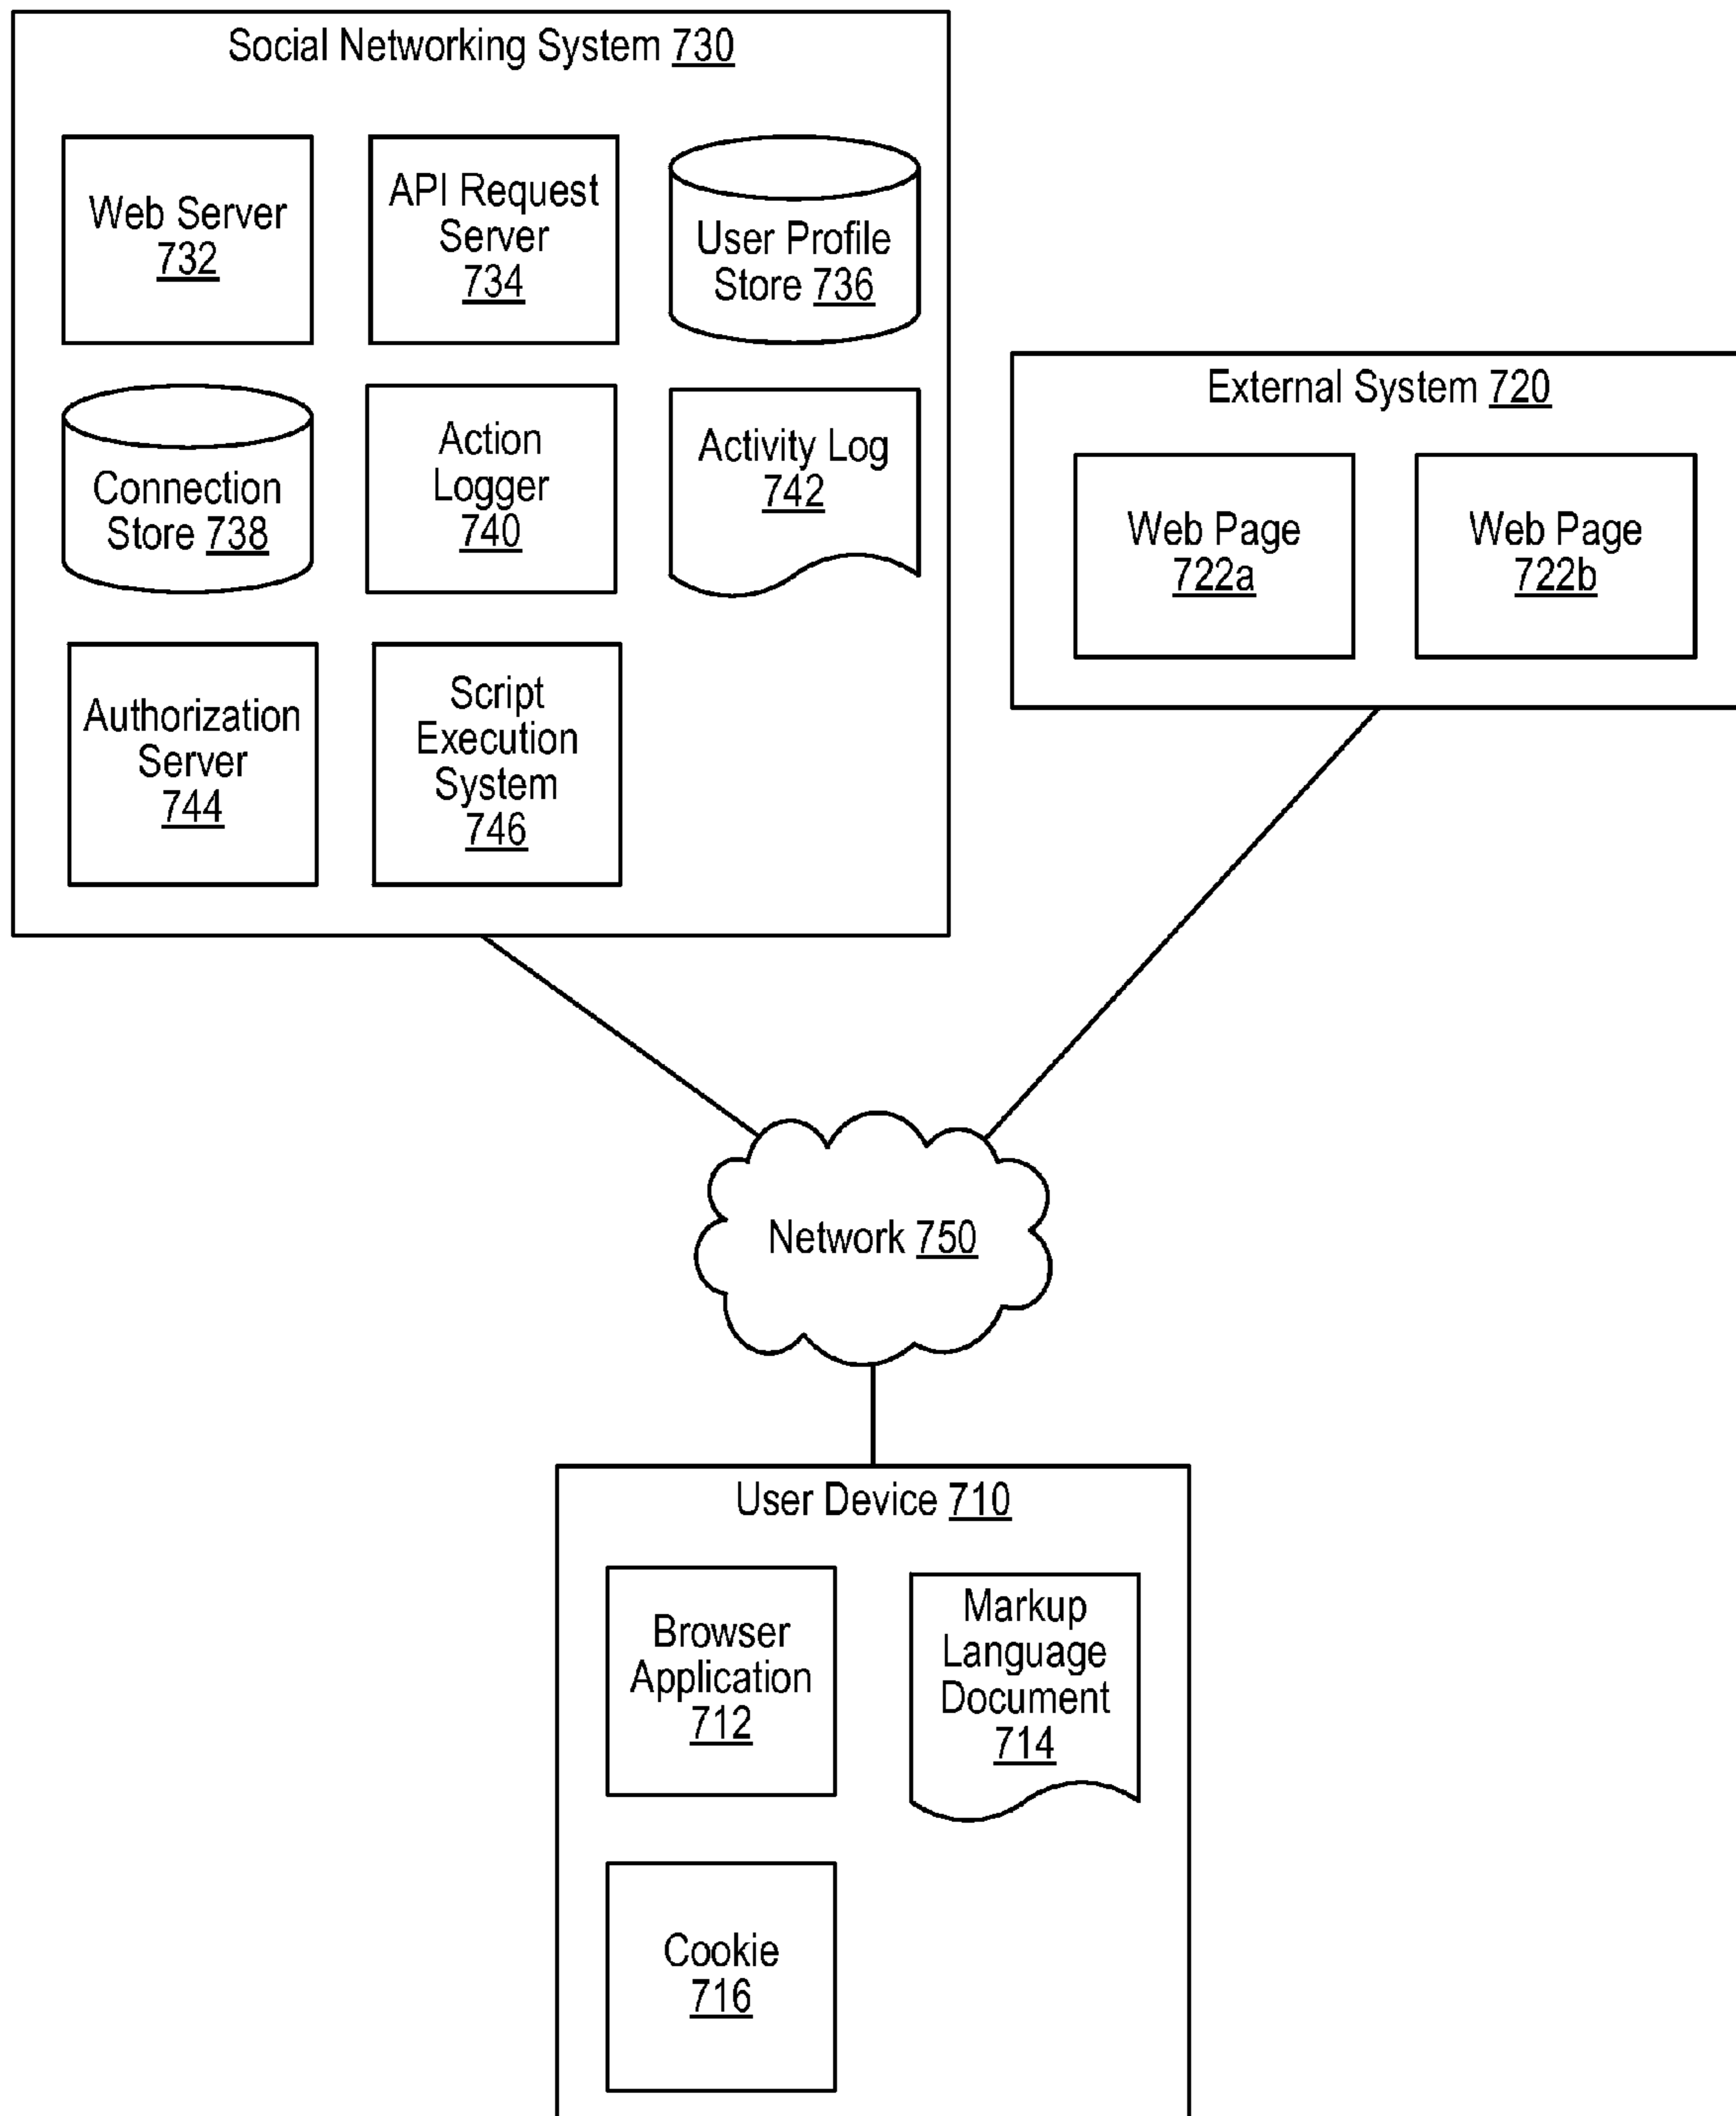 Social Networking System 730
Web Server
732
API Request
Server
734
User Profile
Store 736
Connection
Store 738
Action
Logger
740
Activity Log
742
Authorization
Server
744
Script
Execution
System
746
External System 720
Web Page
722a
Web Page
722b
Network 750
User Device 710
Browser
Application
712
Markup
Language
Document
714
Cookie
716